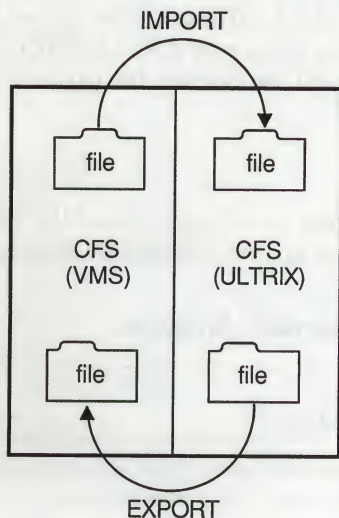 IMPORT
file file
CFS CFS
(VMS) (ULTRIX)
file file
EXPORT